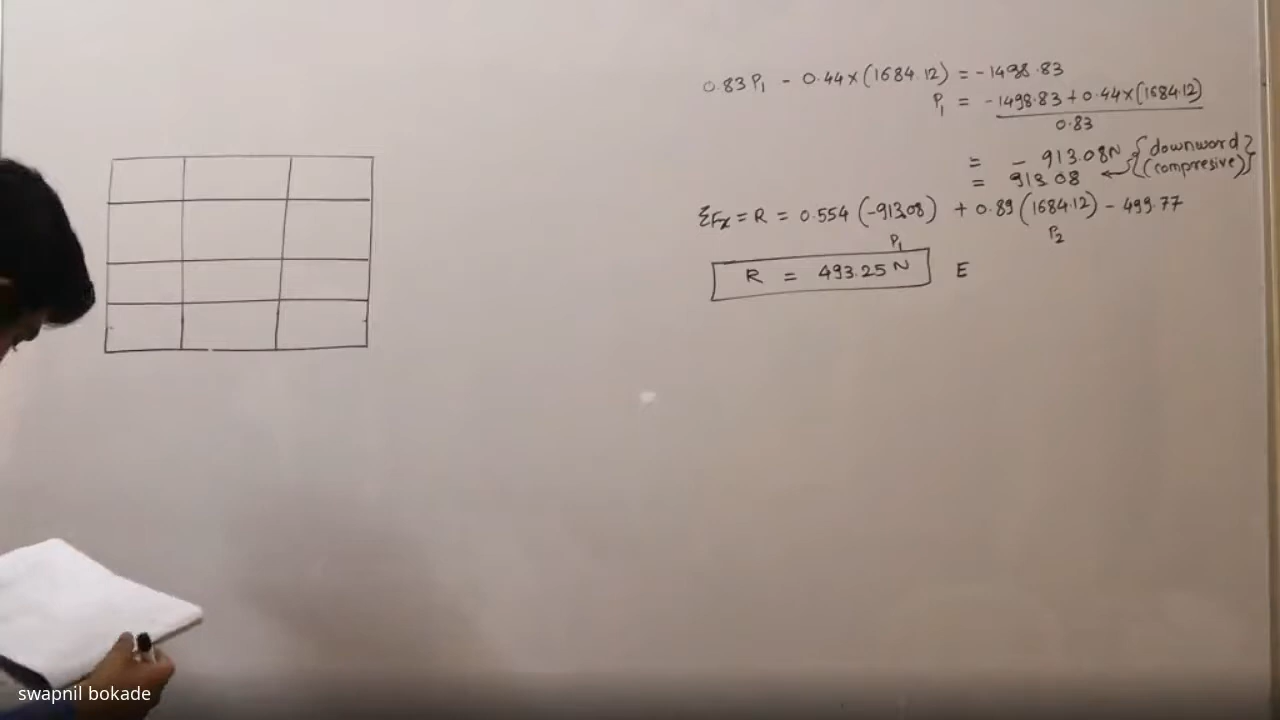 0.83 P₁ - 0.44×(1684.12) = -1498.83
P₁ = -1498.83 + 0.44×(1684.12)
0.83
= - 913.08N {downword}
= 913.08 ← {(compresive)}
ΣFx = R = 0.554 (-913.08) + 0.89 (1684.12) - 499.77
P₁ P₂
R = 493.25 N E
swapnil bokade